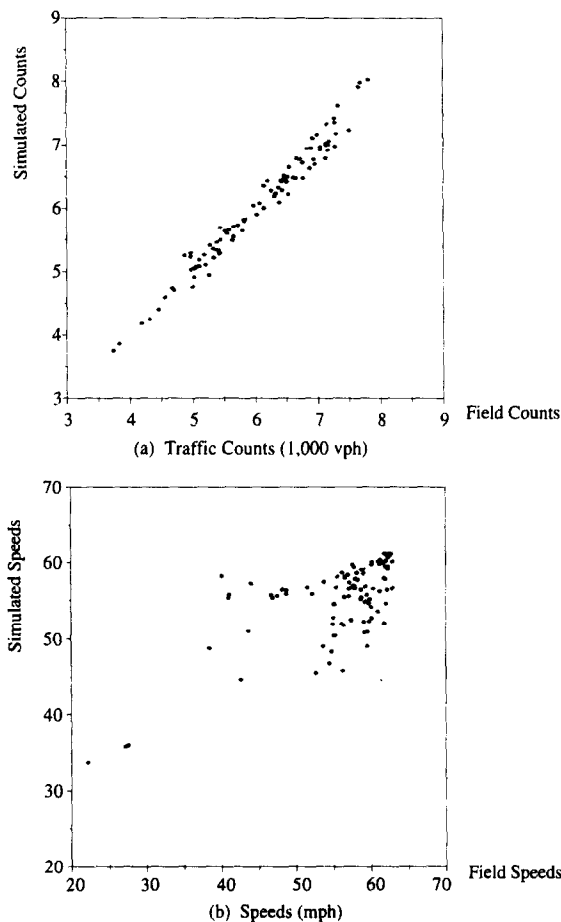 9
8
7
6
5
4
3
Simulated Counts
3 4 5 6 7 8 9
Field Counts
(a) Traffic Counts (1,000 vph)
70
60
50
40
30
20
Simulated Speeds
20 30 40 50 60 70
Field Speeds
(b) Speeds (mph)